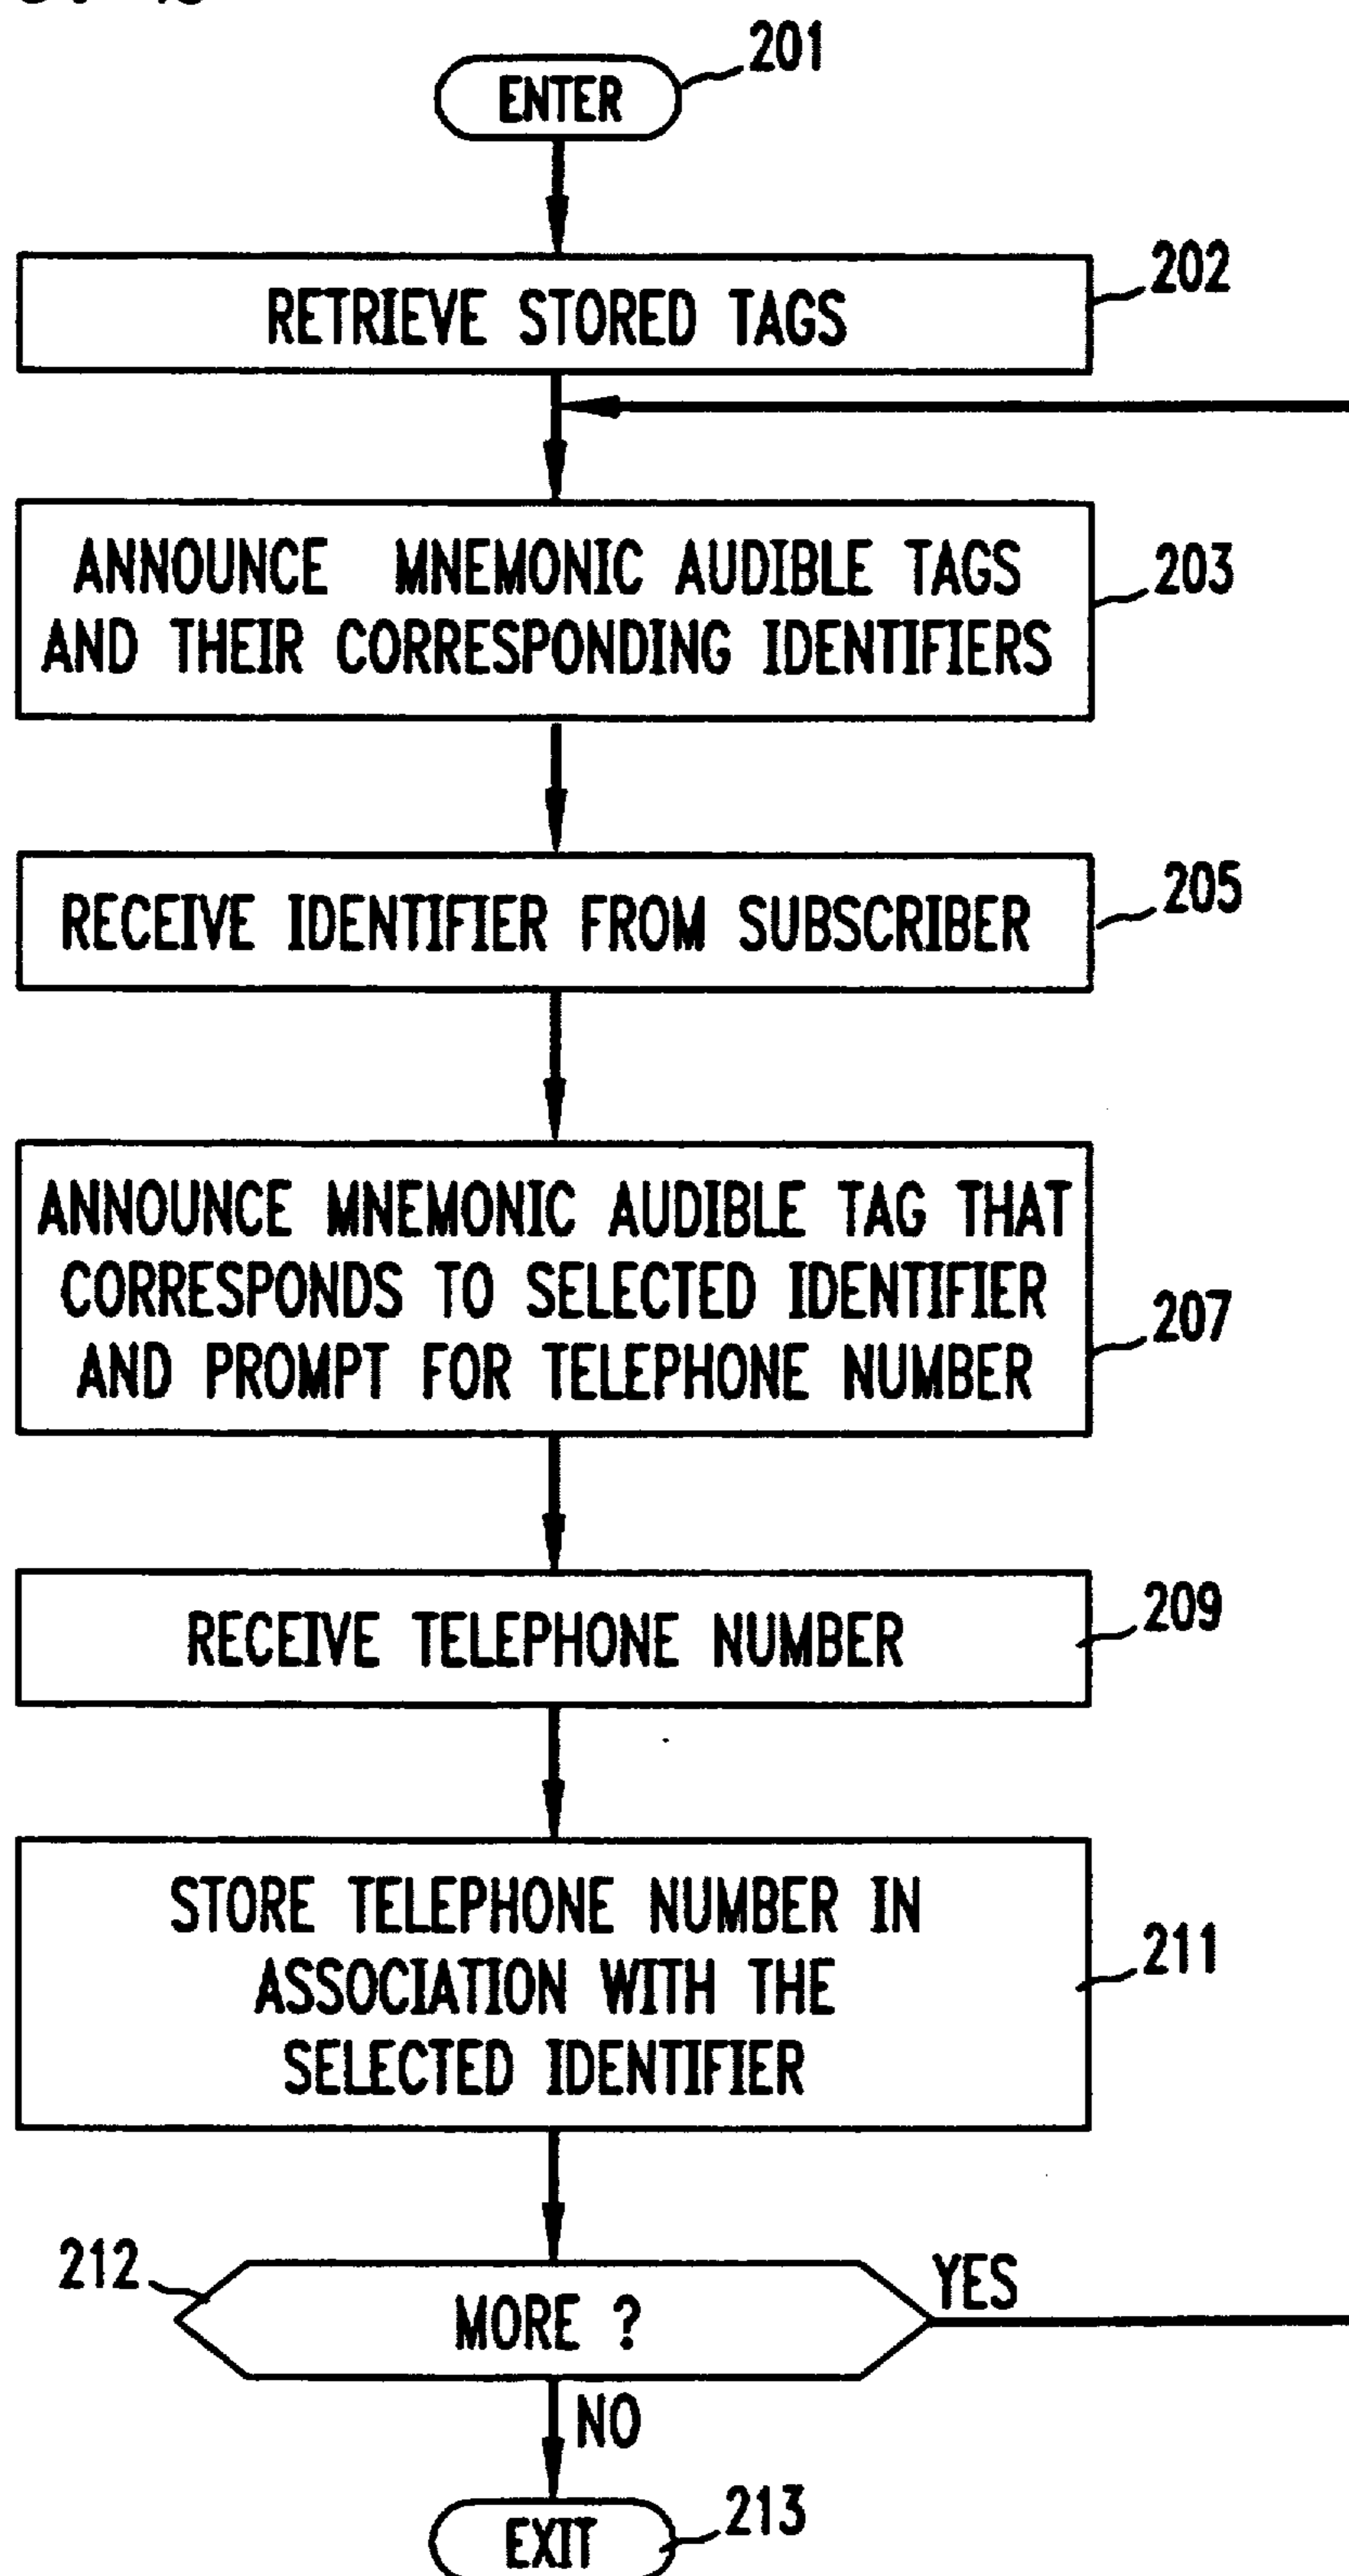 201
ENTER
202
RETRIEVE STORED TAGS
203
ANNOUNCE MNEMONIC AUDIBLE TAGS
AND THEIR CORRESPONDING IDENTIFIERS
205
RECEIVE IDENTIFIER FROM SUBSCRIBER
207
ANNOUNCE MNEMONIC AUDIBLE TAG THAT
CORRESPONDS TO SELECTED IDENTIFIER
AND PROMPT FOR TELEPHONE NUMBER
209
RECEIVE TELEPHONE NUMBER
211
STORE TELEPHONE NUMBER IN
ASSOCIATION WITH THE
SELECTED IDENTIFIER
212
MORE ?
YES
NO
213
EXIT